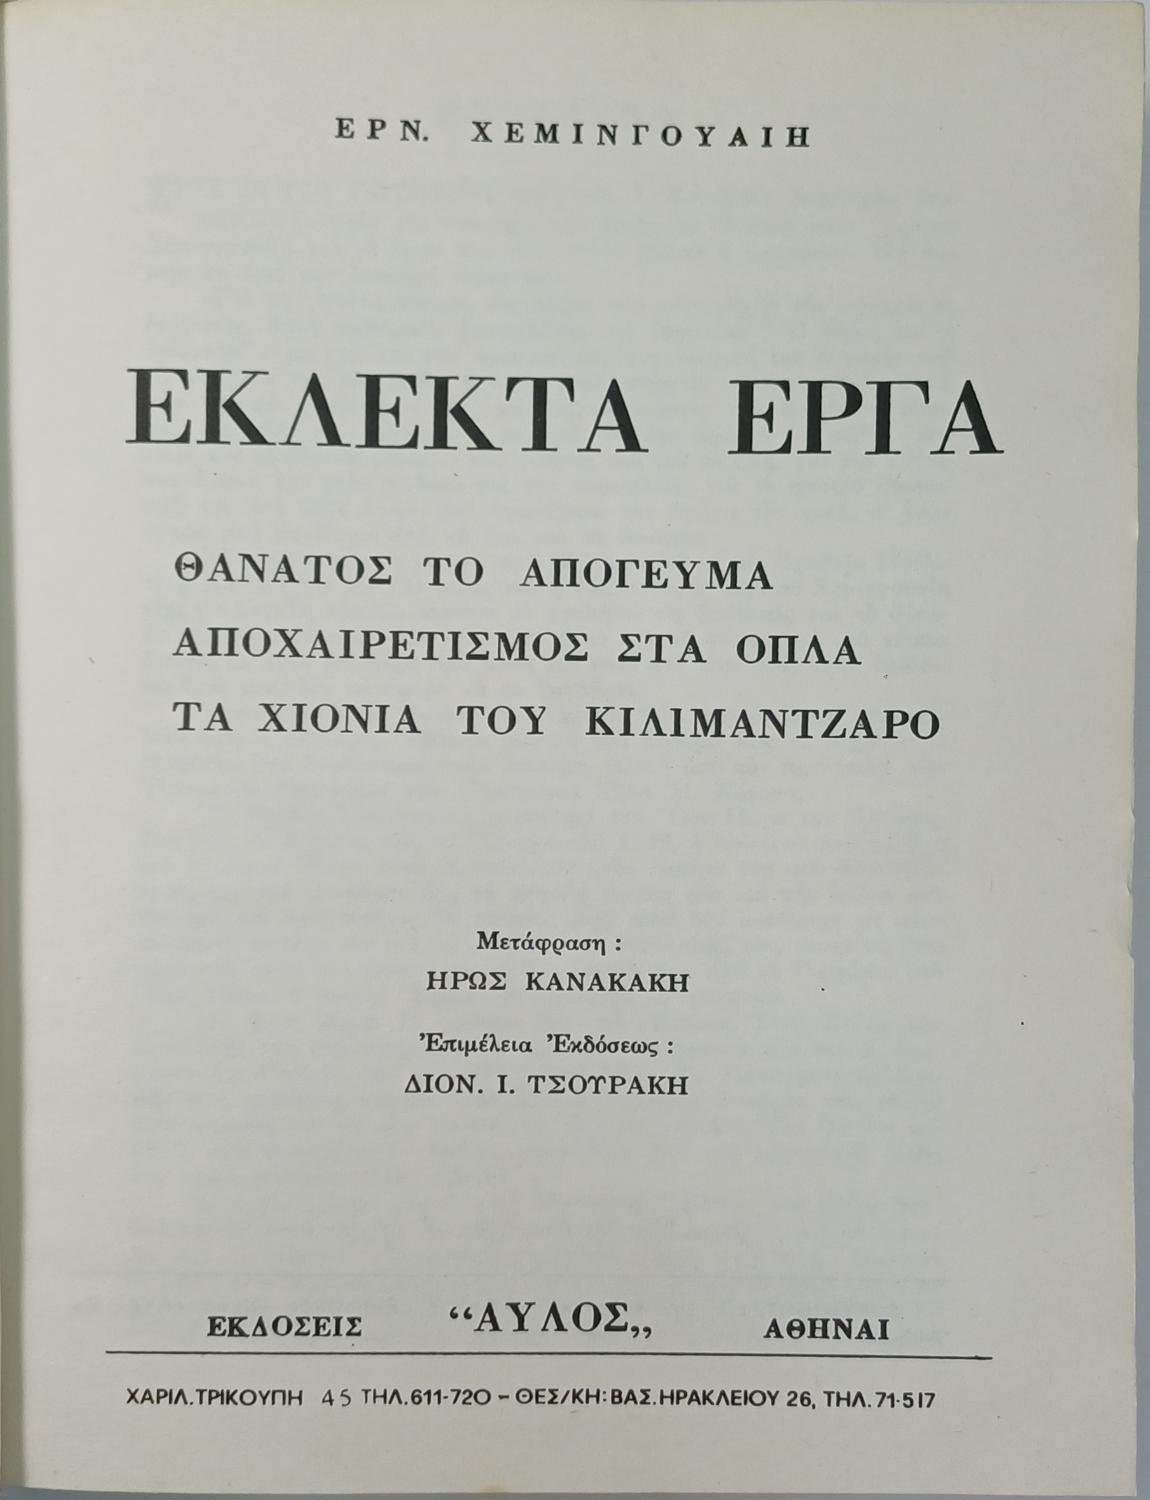 ΕΡΝ. ΧΕΜΙΝΓΟΥΑΙΗ
ΕΚΛΕΚΤΑ ΕΡΓΑ
ΘΑΝΑΤΟΣ ΤΟ ΑΠΟΓΕΥΜΑ
ΑΠΟΧΑΙΡΕΤΙΣΜΟΣ ΣΤΑ ΟΠΛΑ
ΤΑ ΧΙΟΝΙΑ ΤΟΥ ΚΙΛΙΜΑΝΤΖΑΡΟ
Μετάφραση :
ΗΡΩΣ ΚΑΝΑΚΑΚΗ
Ἐπιμέλεια Ἐκδόσεως :
ΔΙΟΝ. Ι. ΤΣΟΥΡΑΚΗ
ΕΚΔΟΣΕΙΣ “ΑΥΛΟΣ„ ΑΘΗΝΑΙ
ΧΑΡΙΛ.ΤΡΙΚΟΥΠΗ 45 ΤΗΛ.611-720 – ΘΕΣ/ΚΗ: ΒΑΣ.ΗΡΑΚΛΕΙΟΥ 26, ΤΗΛ.71-517